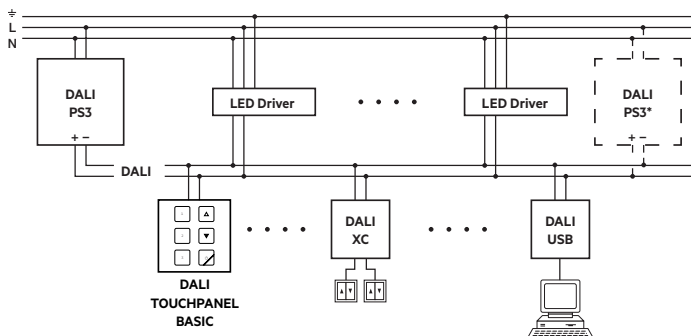 L
N
DALI
PS3
+ −
LED Driver
LED Driver
DALI
PS3*
+ −
DALI
DALI
TOUCHPANEL
BASIC
DALI
XC
DALI
USB